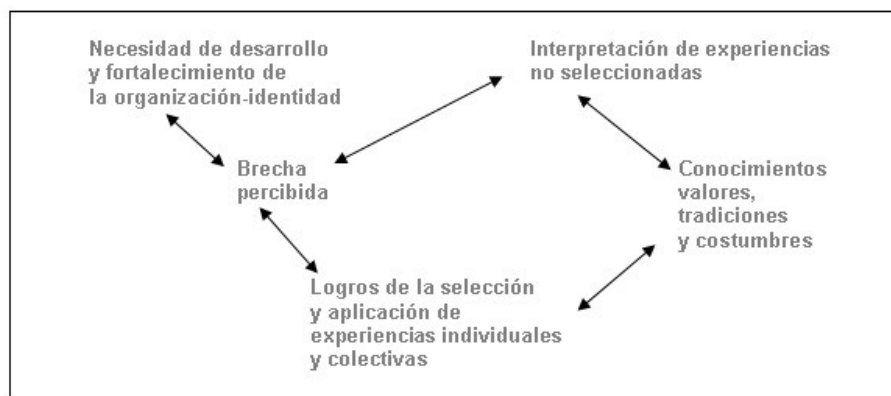 Necesidad de desarrollo
y fortalecimiento de
la organización-identidad
Interpretación de experiencias
no seleccionadas
Brecha
percibida
Conocimientos
valores,
tradiciones
y costumbres
Logros de la selección
y aplicación de
experiencias individuales
y colectivas